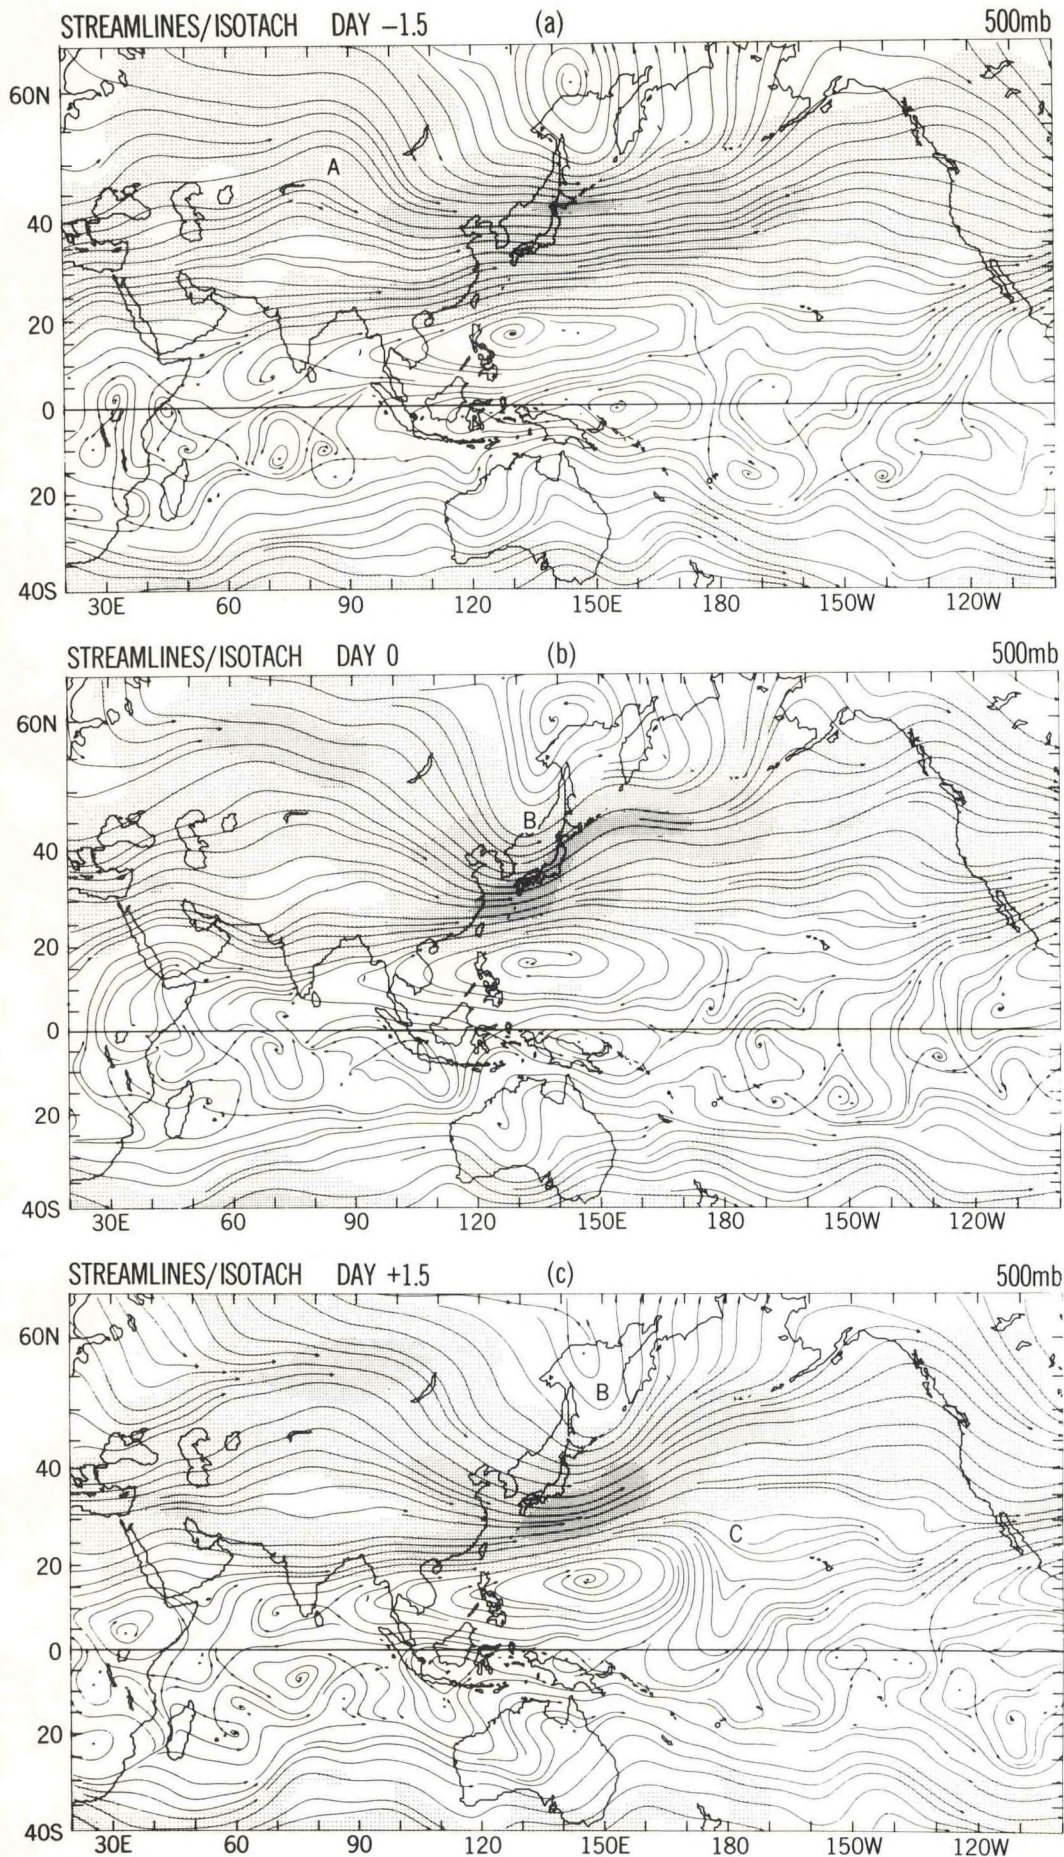 STREAMLINES/ISOTACH DAY −1.5 (a) 500mb
60N
A
40
20
0
20
40S
30E 60 90 120 150E 180 150W 120W
STREAMLINES/ISOTACH DAY 0 (b) 500mb
60N
B
40
20
0
20
40S
30E 60 90 120 150E 180 150W 120W
STREAMLINES/ISOTACH DAY +1.5 (c) 500mb
60N
B
40
C
20
0
20
40S
30E 60 90 120 150E 180 150W 120W